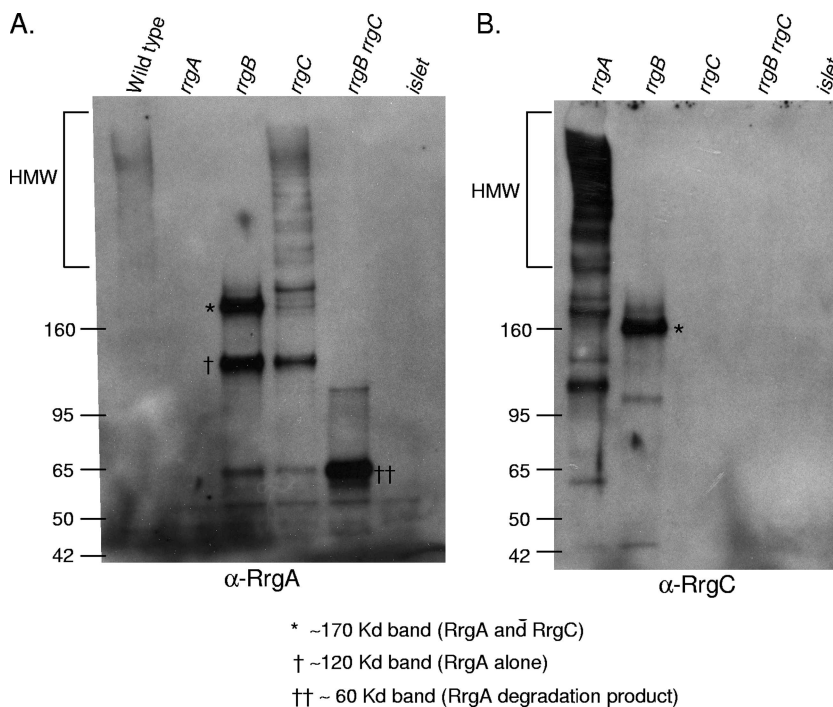 A.
Wild type
rrgA
rrgB
rrgC
rrgB rrgC
islet
HMW
*
†
††
160
95
65
50
42
α-RrgA
B.
rrgA
rrgB
rrgC
rrgB rrgC
islet
HMW
*
160
95
65
50
42
α-RrgC
* ~170 Kd band (RrgA and RrgC)
† ~120 Kd band (RrgA alone)
†† ~ 60 Kd band (RrgA degradation product)